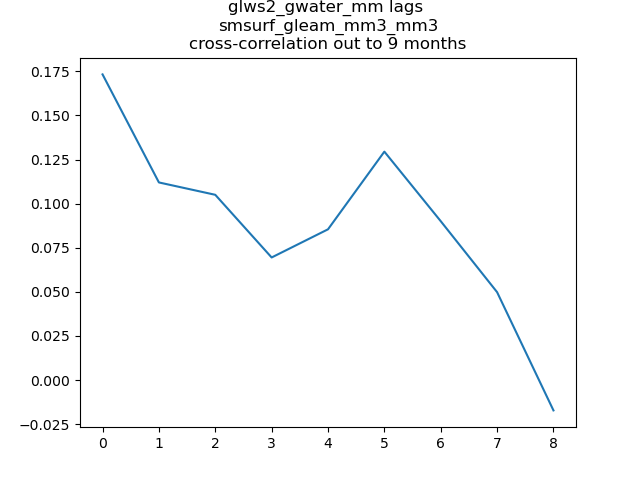 glws2_gwater_mm lags
smsurf_gleam_mm3_mm3
cross-correlation out to 9 months
0.175
0.150
0.125
0.100
0.075
0.050
0.025
0.000
−0.025
0 1 2 3 4 5 6 7 8